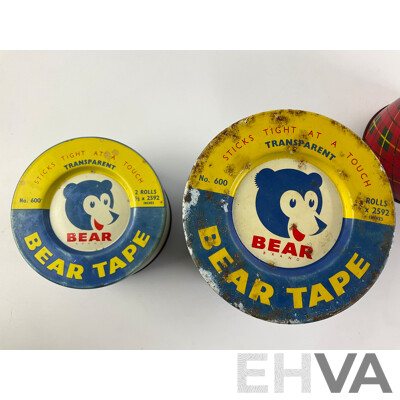 STICKS TIGHT AT A TOUCH
TRANSPARENT
No. 600
ROLLS
x 2592
BEAR
BEAR TAPE
STICKS TIGHT AT A TOUCH
TRANSPARENT
No. 600
ROLLS
x 2592
BEAR
BRAND
BEAR TAPE
EHVA